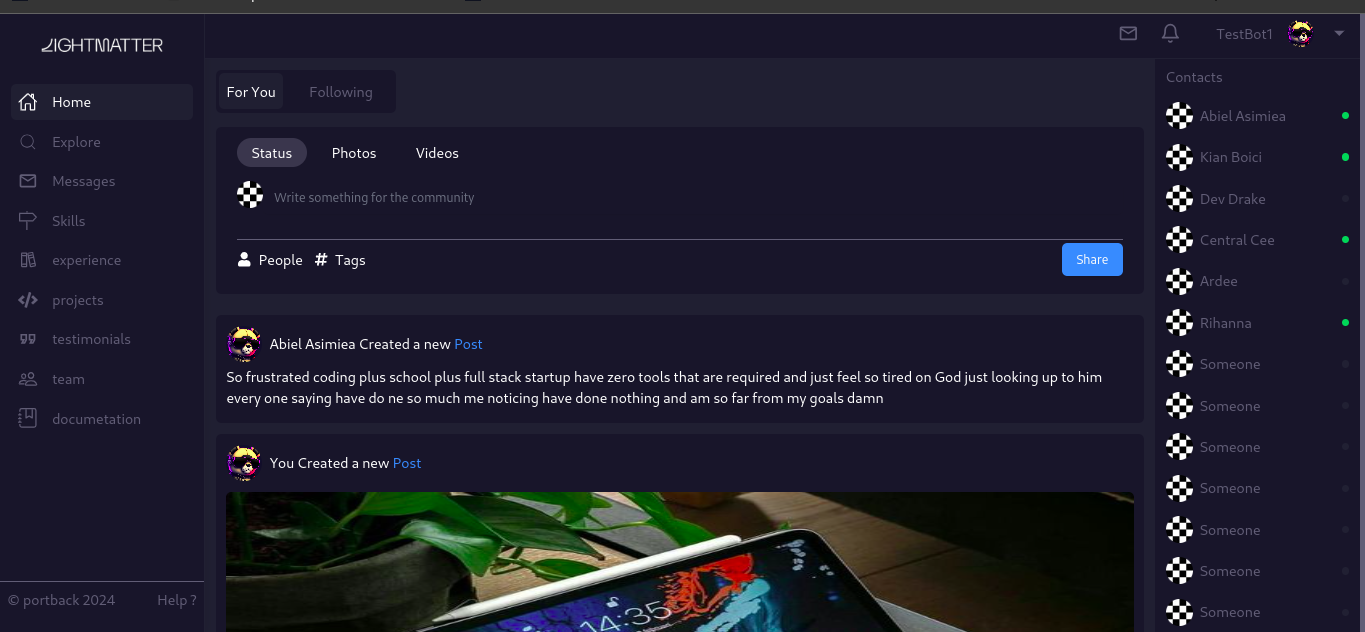 LIGHTMATTER
TestBot1
Home
Explore
Messages
Skills
experience
projects
testimonials
team
documetation
© portback 2024
Help ?
For You
Following
Status
Photos
Videos
Write something for the community
People
# Tags
Share
Abiel Asimiea Created a new Post
So frustrated coding plus school plus full stack startup have zero tools that are required and just feel so tired on God just looking up to him
every one saying have do ne so much me noticing have done nothing and am so far from my goals damn
You Created a new Post
14:35
Contacts
Abiel Asimiea
Kian Boici
Dev Drake
Central Cee
Ardee
Rihanna
Someone
Someone
Someone
Someone
Someone
Someone
Someone